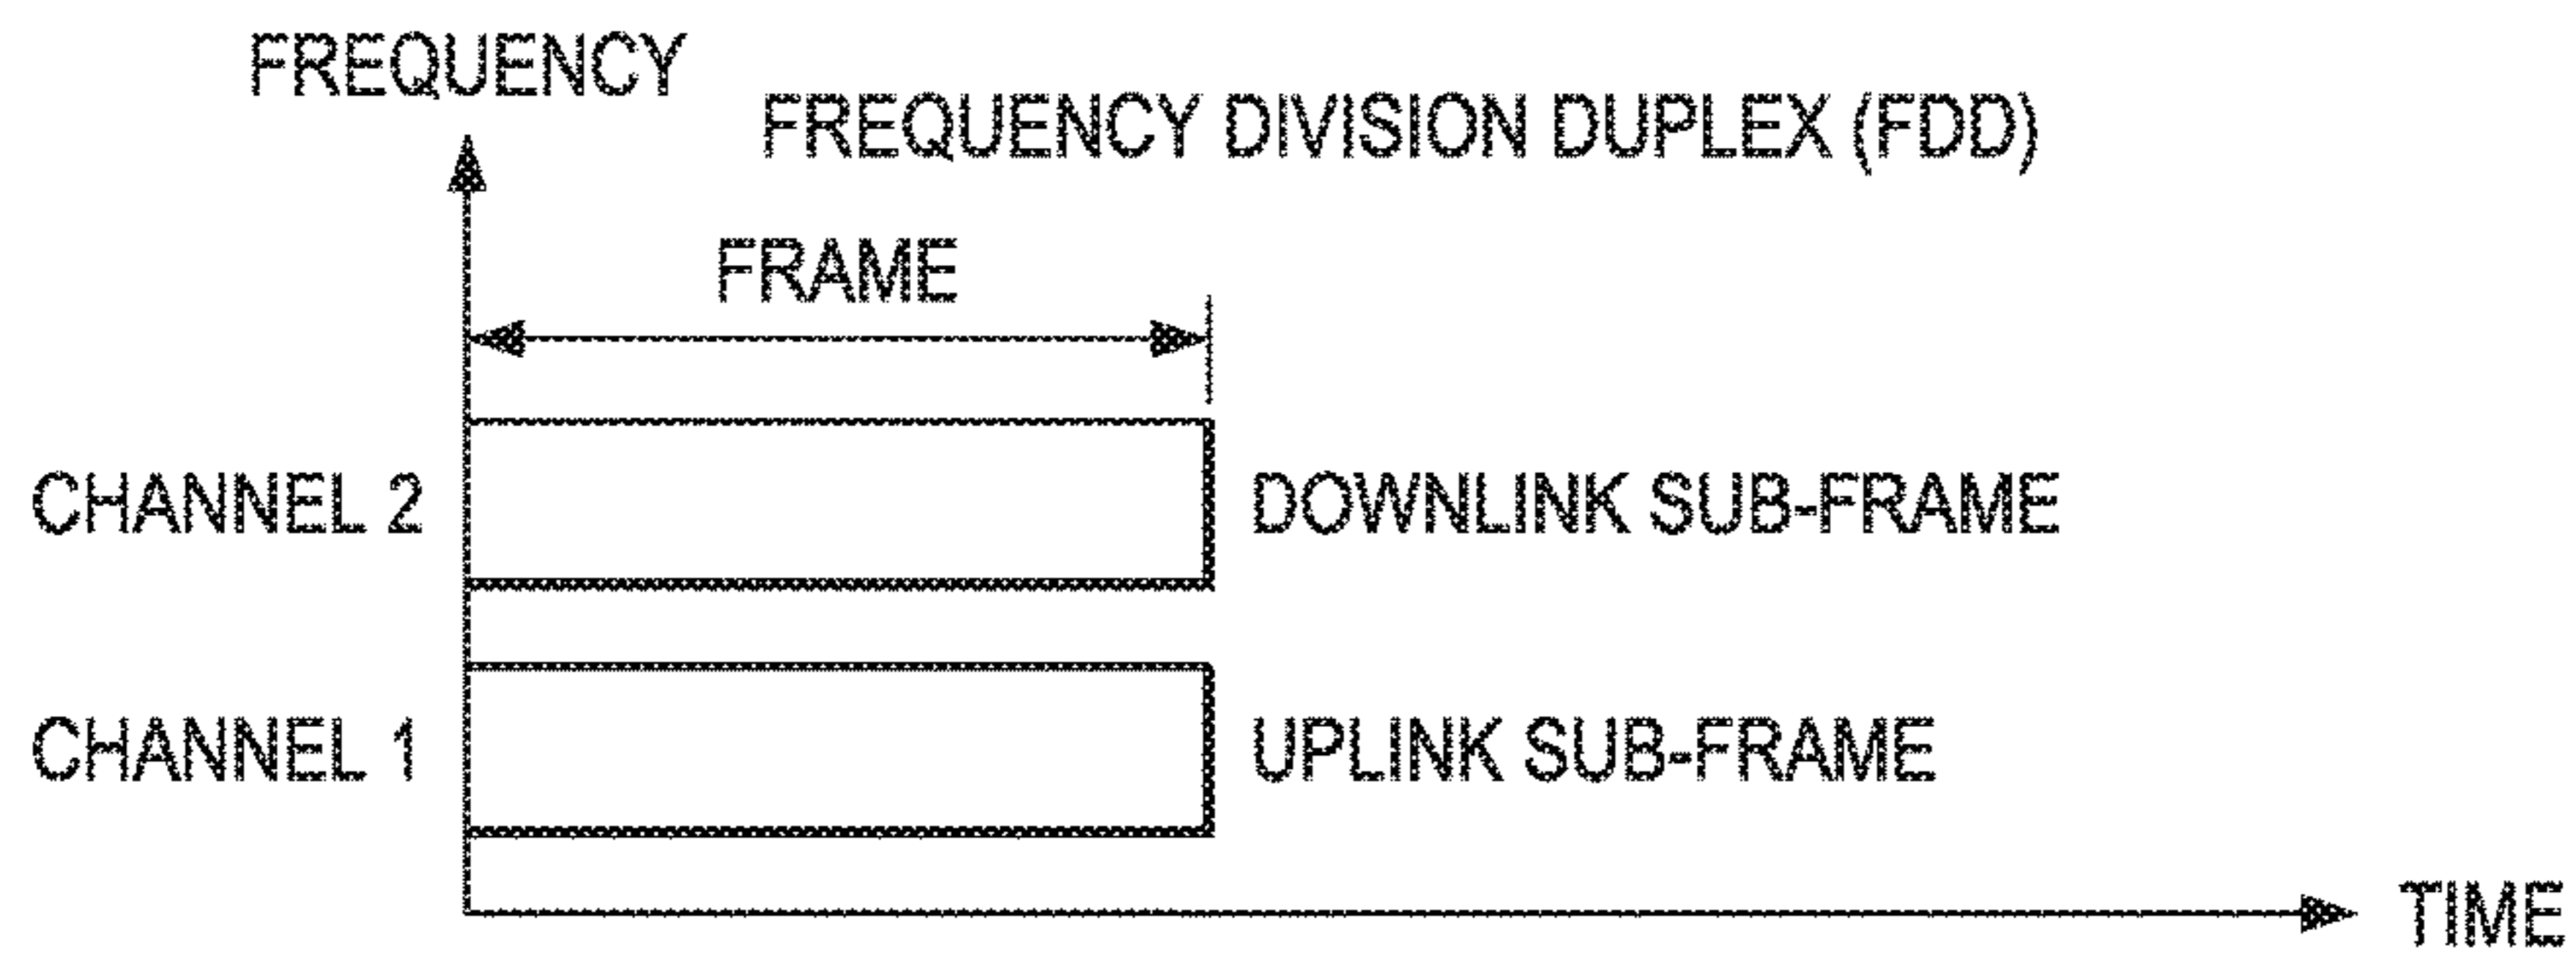 FREQUENCY
FREQUENCY DIVISION DUPLEX (FDD)
FRAME
CHANNEL 2
DOWNLINK SUB-FRAME
CHANNEL 1
UPLINK SUB-FRAME
TIME